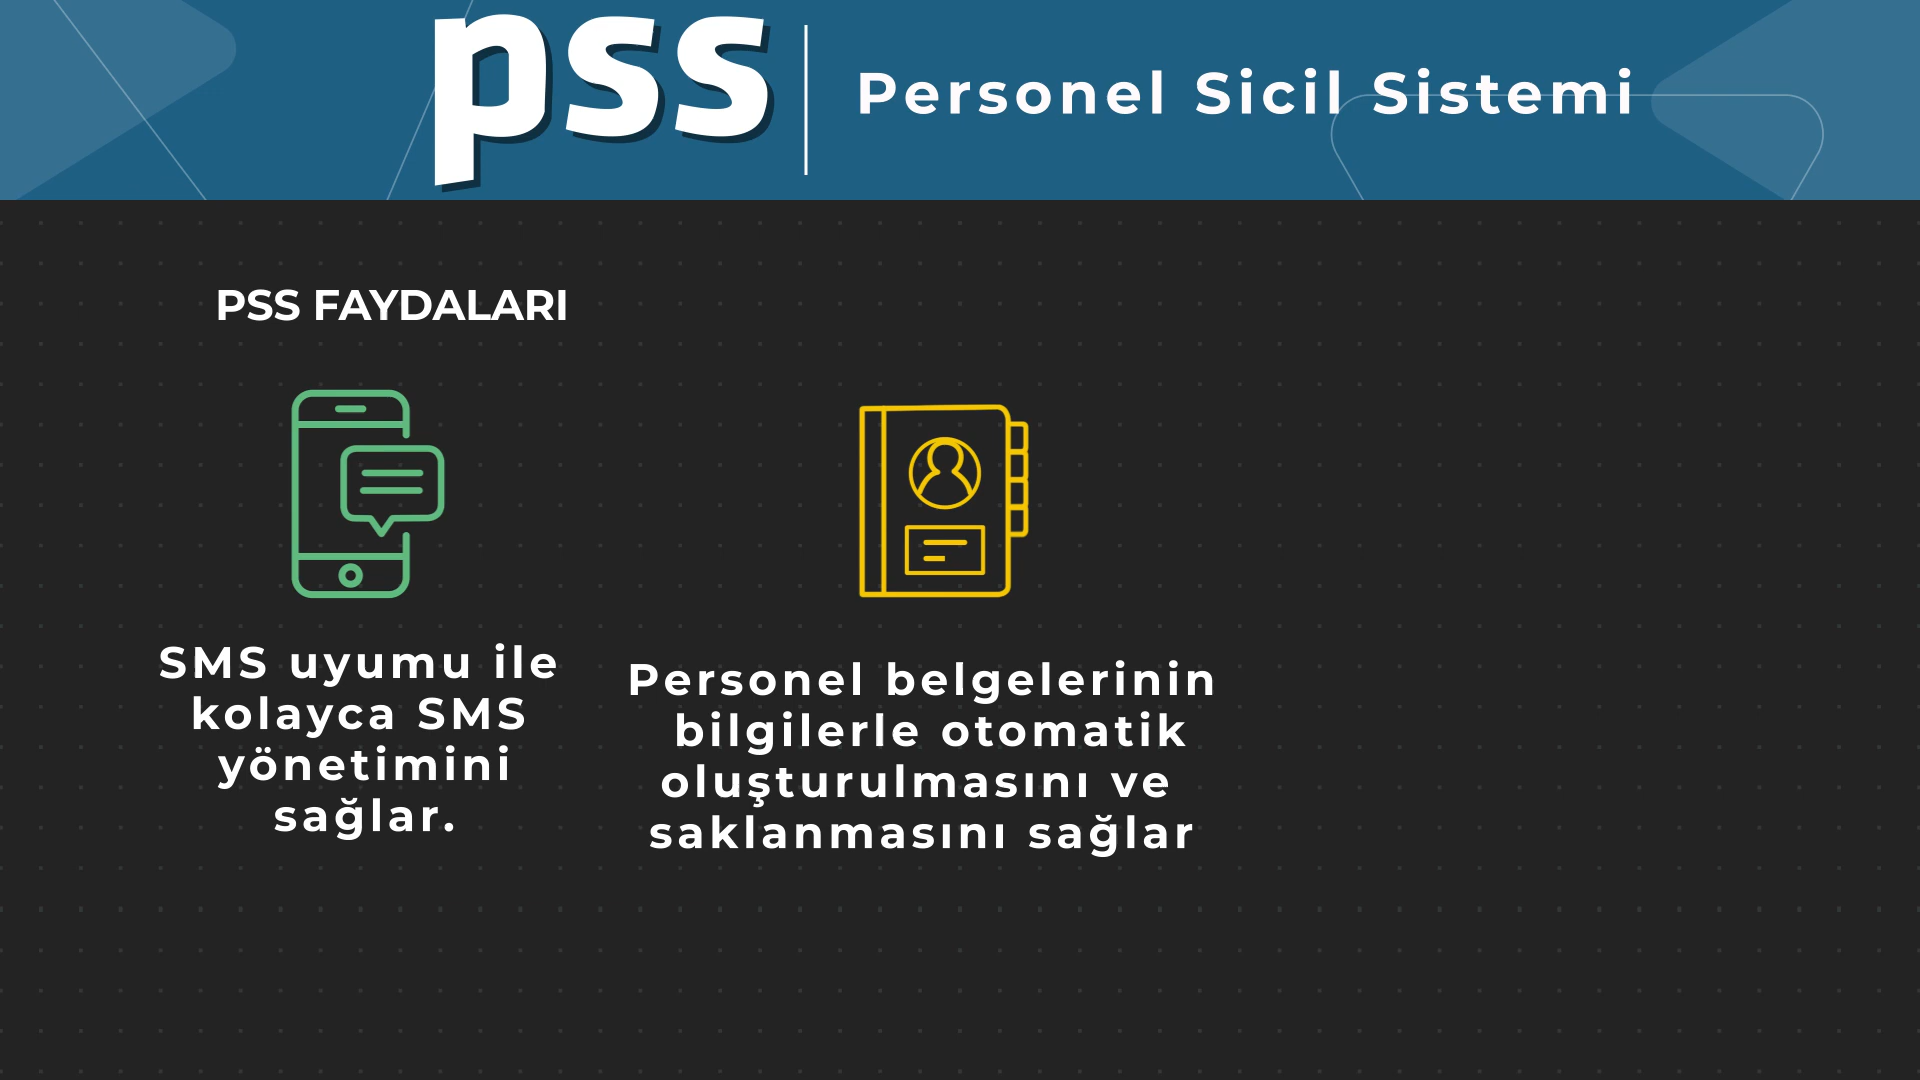 pss
Personel Sicil Sistemi
PSS FAYDALARI
SMS uyumu ile
kolayca SMS
yönetimini
sağlar.
Personel belgelerinin
bilgilerle otomatik
oluşturulmasını ve
saklanmasını sağlar